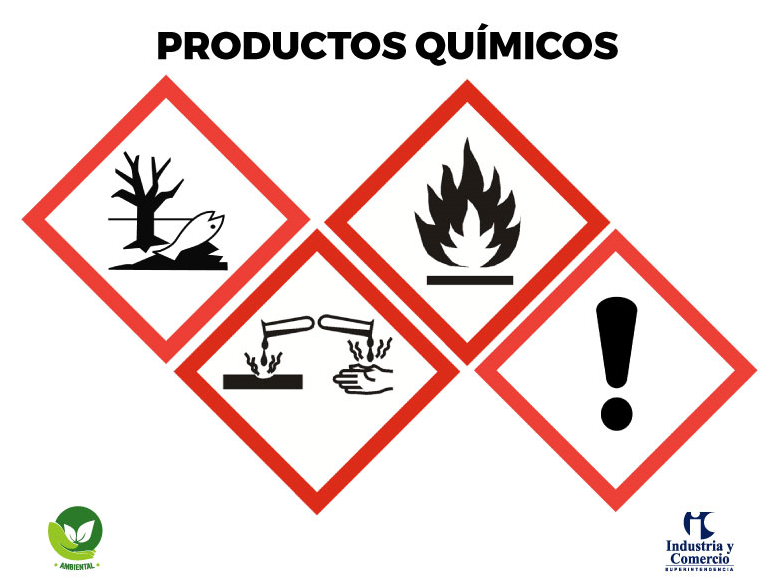 PRODUCTOS QUÍMICOS
AMBIENTAL
Industria y
Comercio
SUPERINTENDENCIA